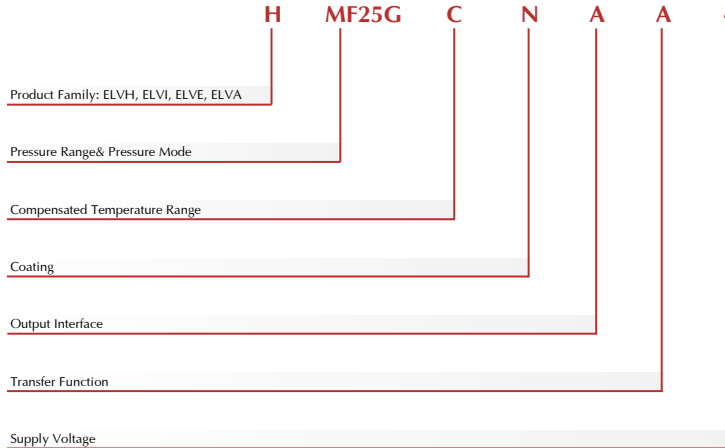 H MF25G C N A A
Product Family: ELVH, ELVI, ELVE, ELVA
Pressure Range& Pressure Mode
Compensated Temperature Range
Coating
Output Interface
Transfer Function
Supply Voltage